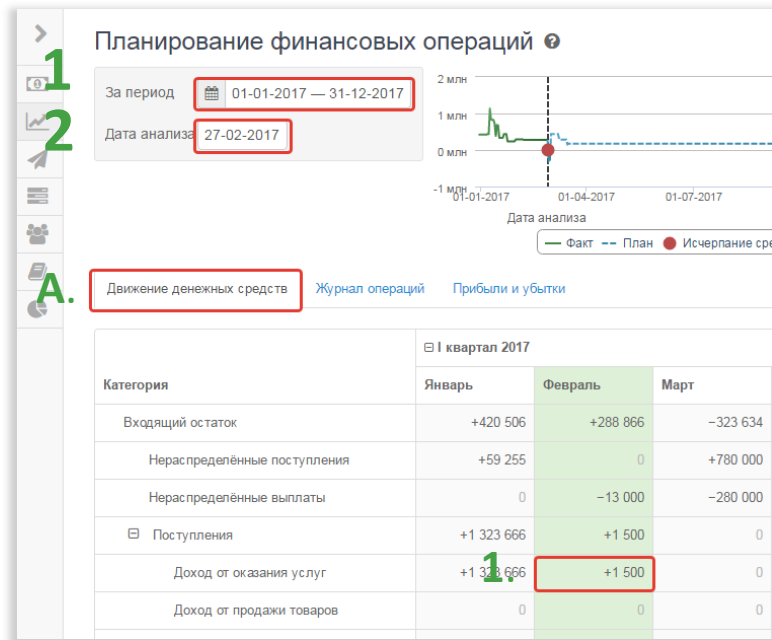 Планирование финансовых операций ?
1
За период 01-01-2017 — 31-12-2017
2
Дата анализа 27-02-2017
2 млн
1 млн
0 млн
-1 млн
01-01-2017 01-04-2017 01-07-2017
Дата анализа
Факт План Исчерпание сре
A.
Движение денежных средств Журнал операций Прибыли и убытки
I квартал 2017
Категория Январь Февраль Март
Входящий остаток +420 506 +288 866 −323 634
Нераспределённые поступления +59 255 0 +780 000
Нераспределённые выплаты 0 −13 000 −280 000
Поступления +1 323 666 +1 500 0
1.
Доход от оказания услуг +1 323 666 +1 500 0
Доход от продажи товаров 0 0 0